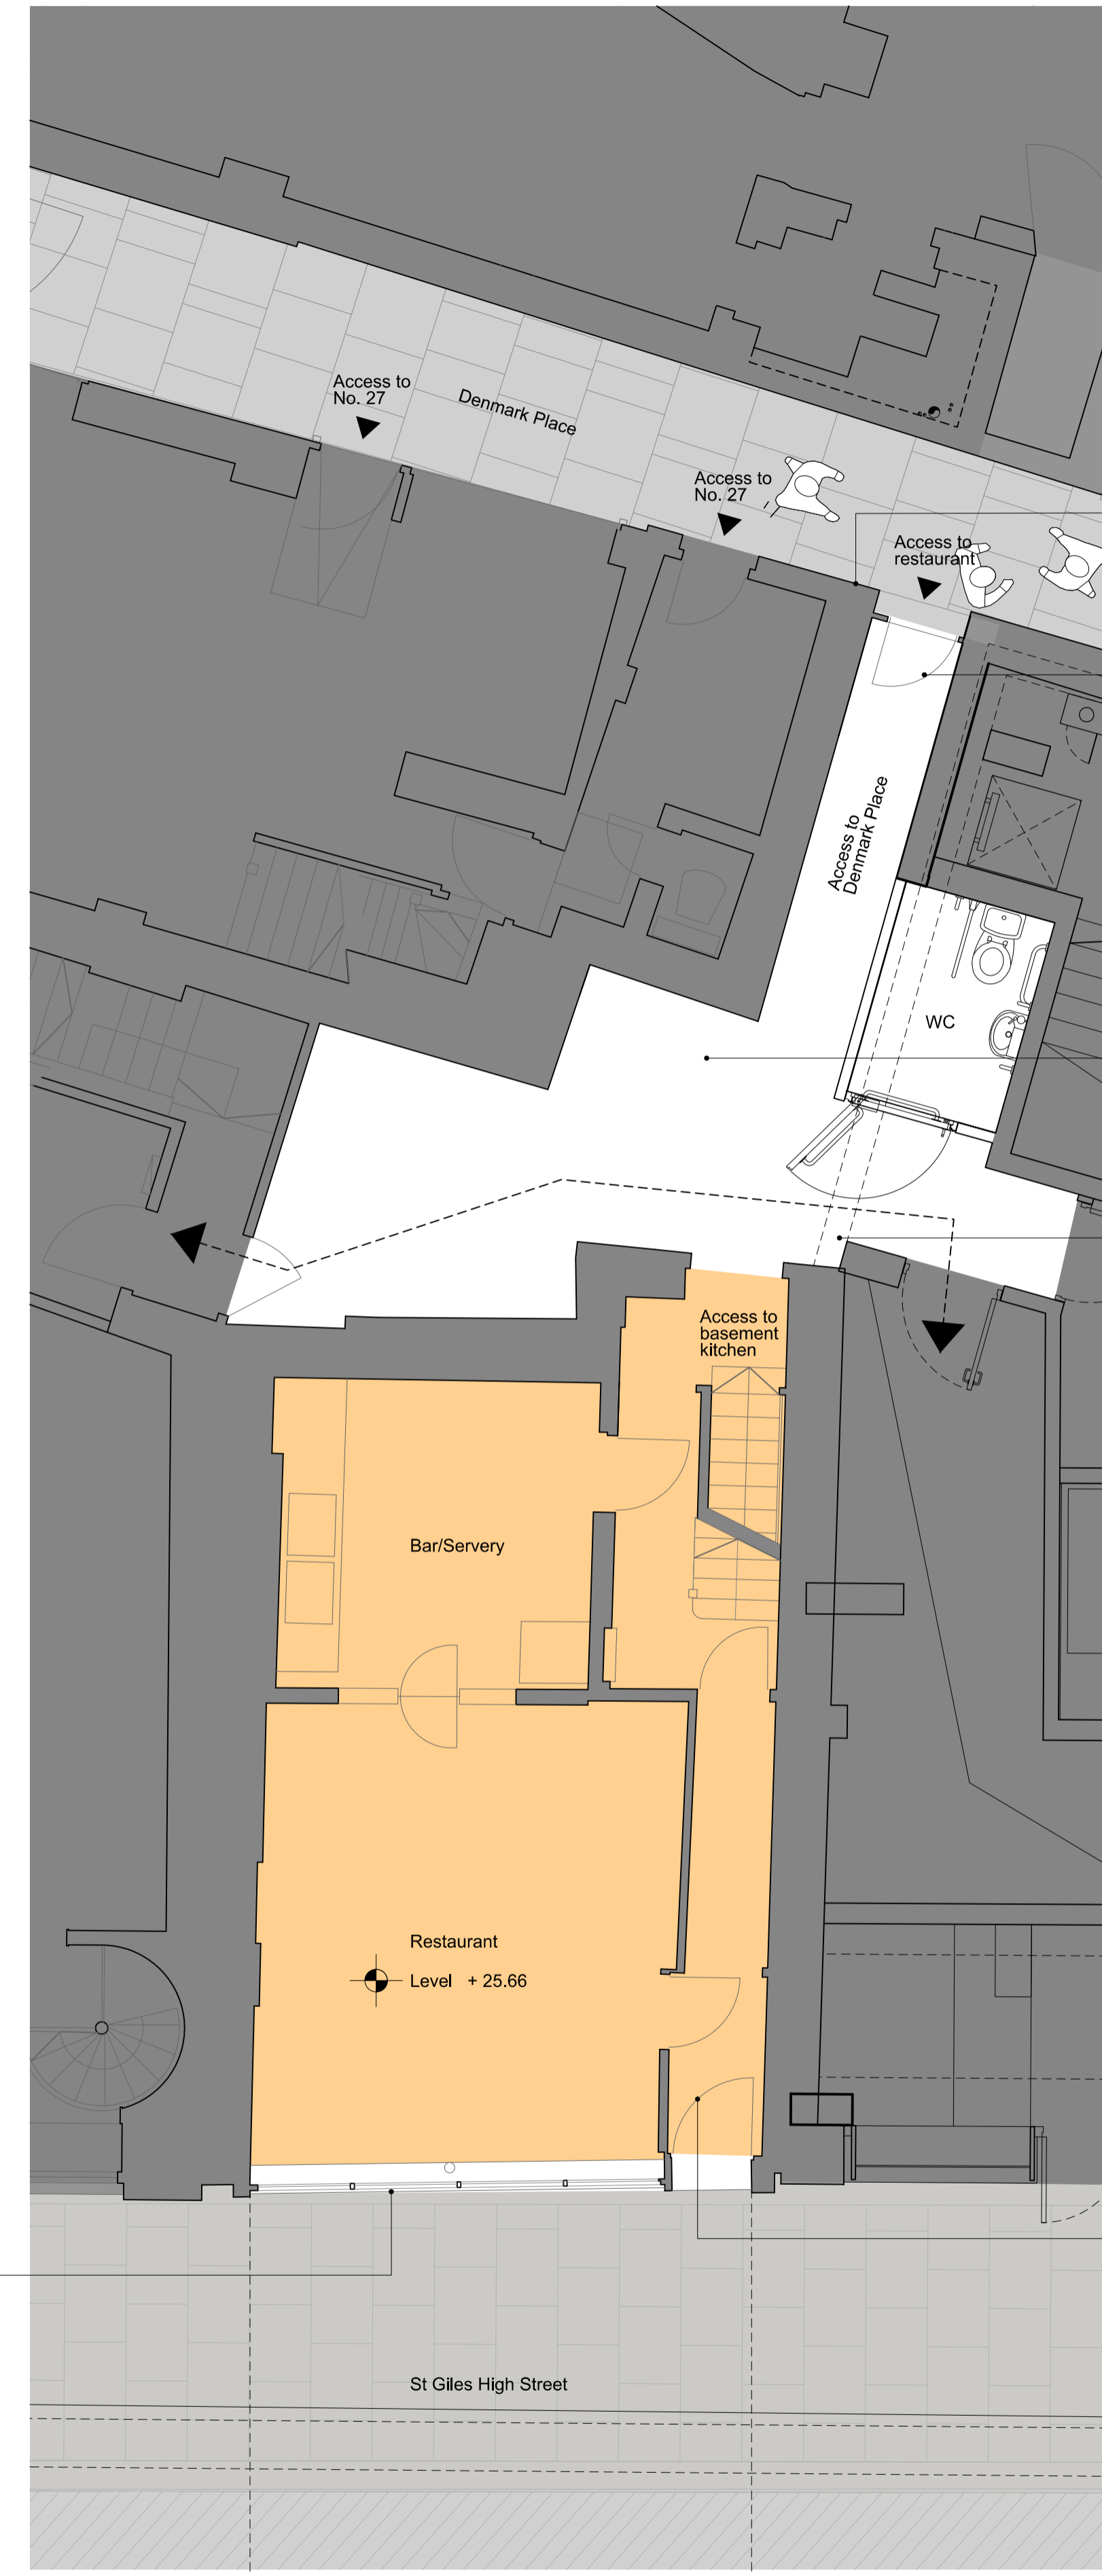 Access to
No. 27
Denmark Place
Access to
No. 27
Access to
restaurant
Access to
Denmark Place
WC
Access to
basement
kitchen
Bar/Servery
Restaurant
Level + 25.66
St Giles High Street